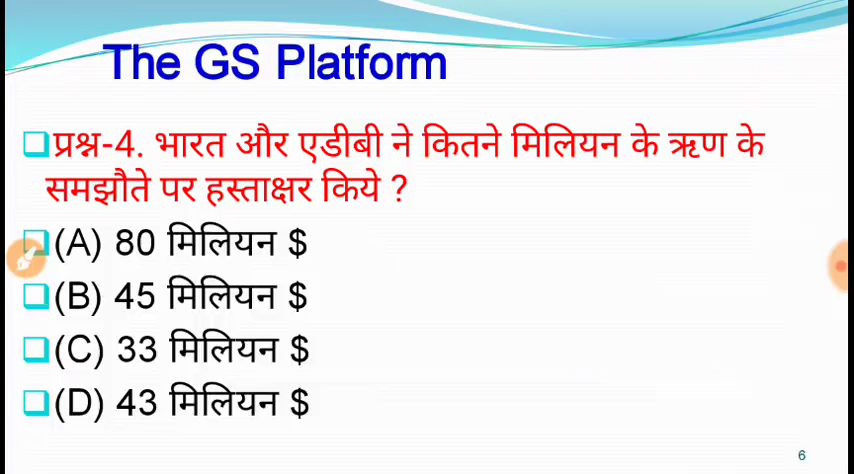 The GS Platform
प्रश्न-4. भारत और एडीबी ने कितने मिलियन के ऋण के
समझौते पर हस्ताक्षर किये ?
(A) 80 मिलियन $
(B) 45 मिलियन $
(C) 33 मिलियन $
(D) 43 मिलियन $
6